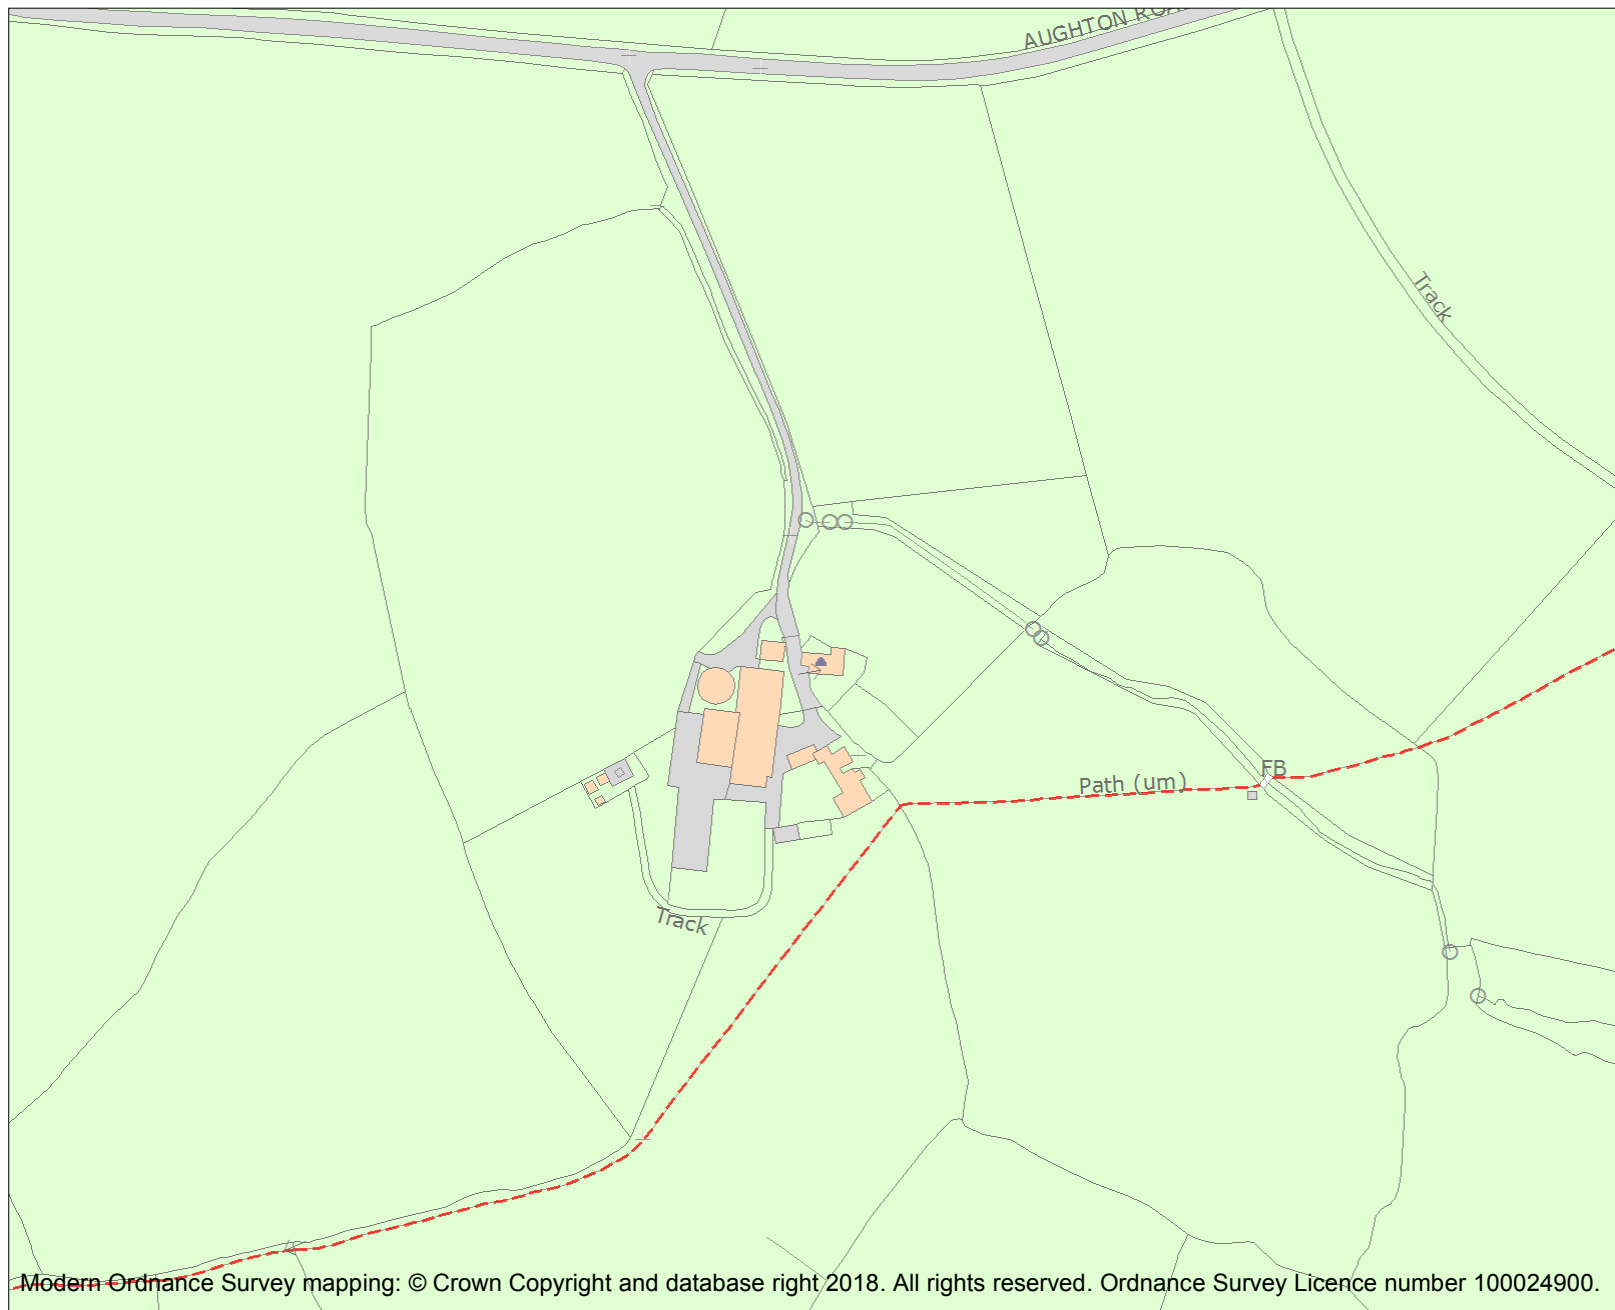 AUGHTON ROA
Track
FB
Path (um)
Track
Modern Ordnance Survey mapping: © Crown Copyright and database right 2018. All rights reserved. Ordnance Survey Licence number 100024900.